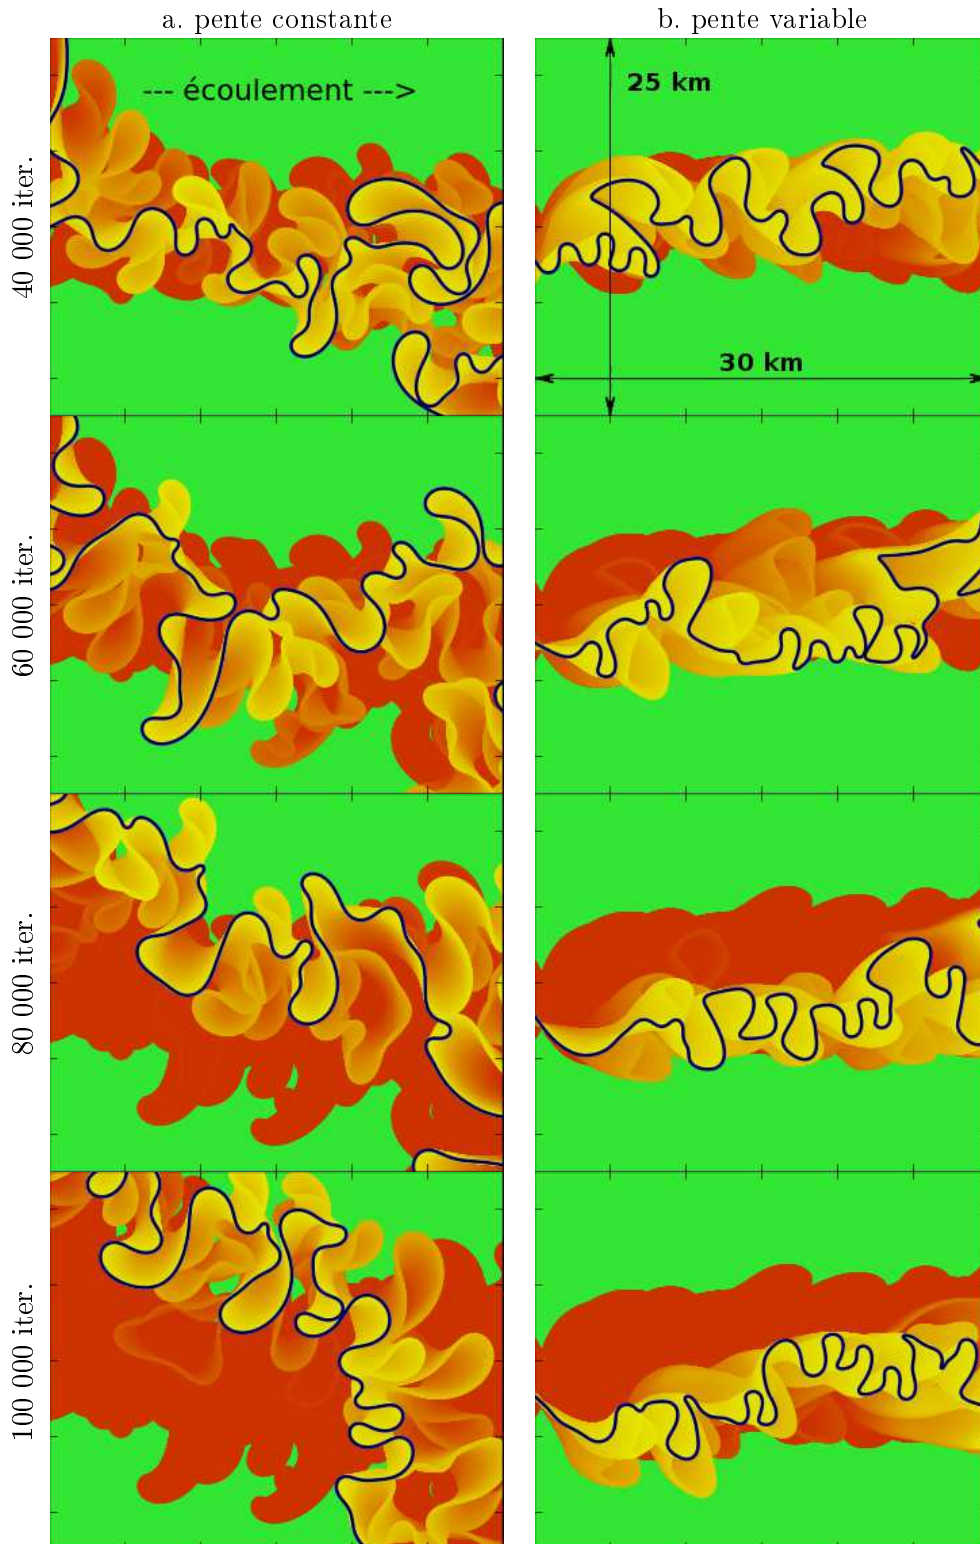 a. pente constante
b. pente variable
--- écoulement --->
25 km
30 km
40 000 iter.
60 000 iter.
80 000 iter.
100 000 iter.